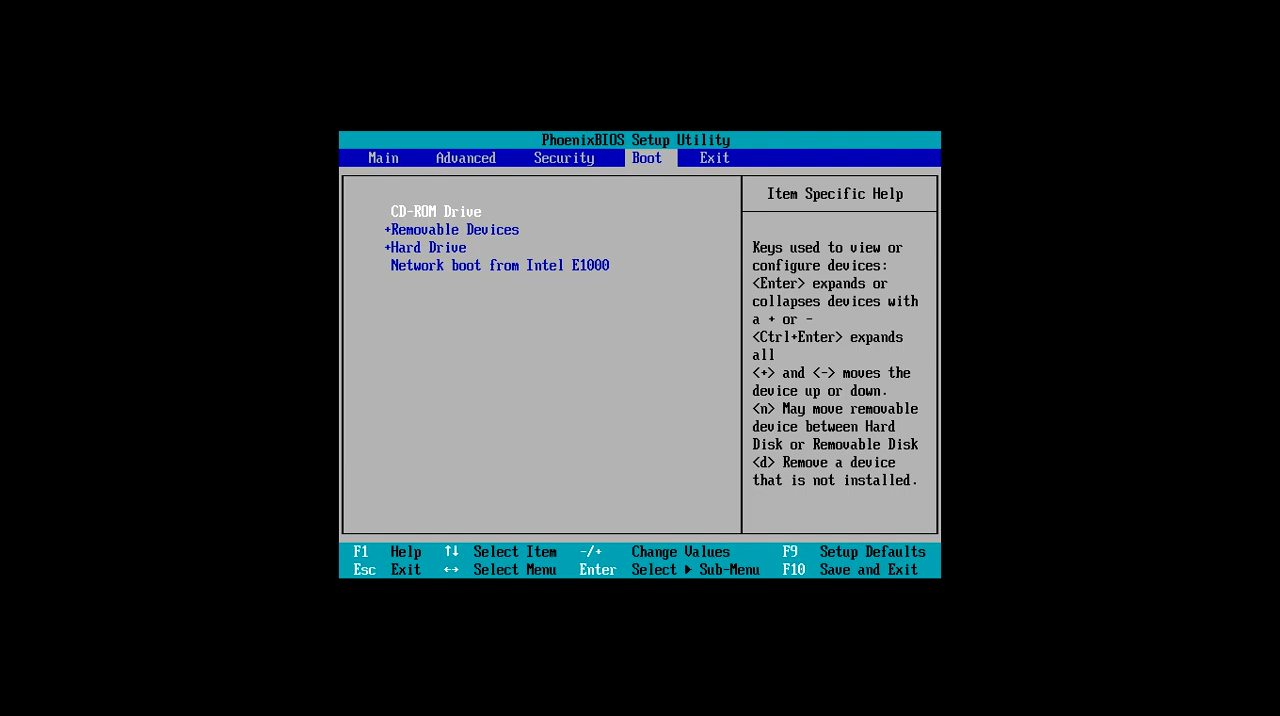 PhoenixBIOS Setup Utility
Main Advanced Security Boot Exit
CD-ROM Drive
+Removable Devices
+Hard Drive
Network boot from Intel E1000
Item Specific Help
Keys used to view or
configure devices:
<Enter> expands or
collapses devices with
a + or -
<Ctrl+Enter> expands
all
<+> and <-> moves the
device up or down.
<n> May move removable
device between Hard
Disk or Removable Disk
<d> Remove a device
that is not installed.
F1 Help ↑↓ Select Item -/+ Change Values F9 Setup Defaults
Esc Exit ↔ Select Menu Enter Select ▶ Sub-Menu F10 Save and Exit